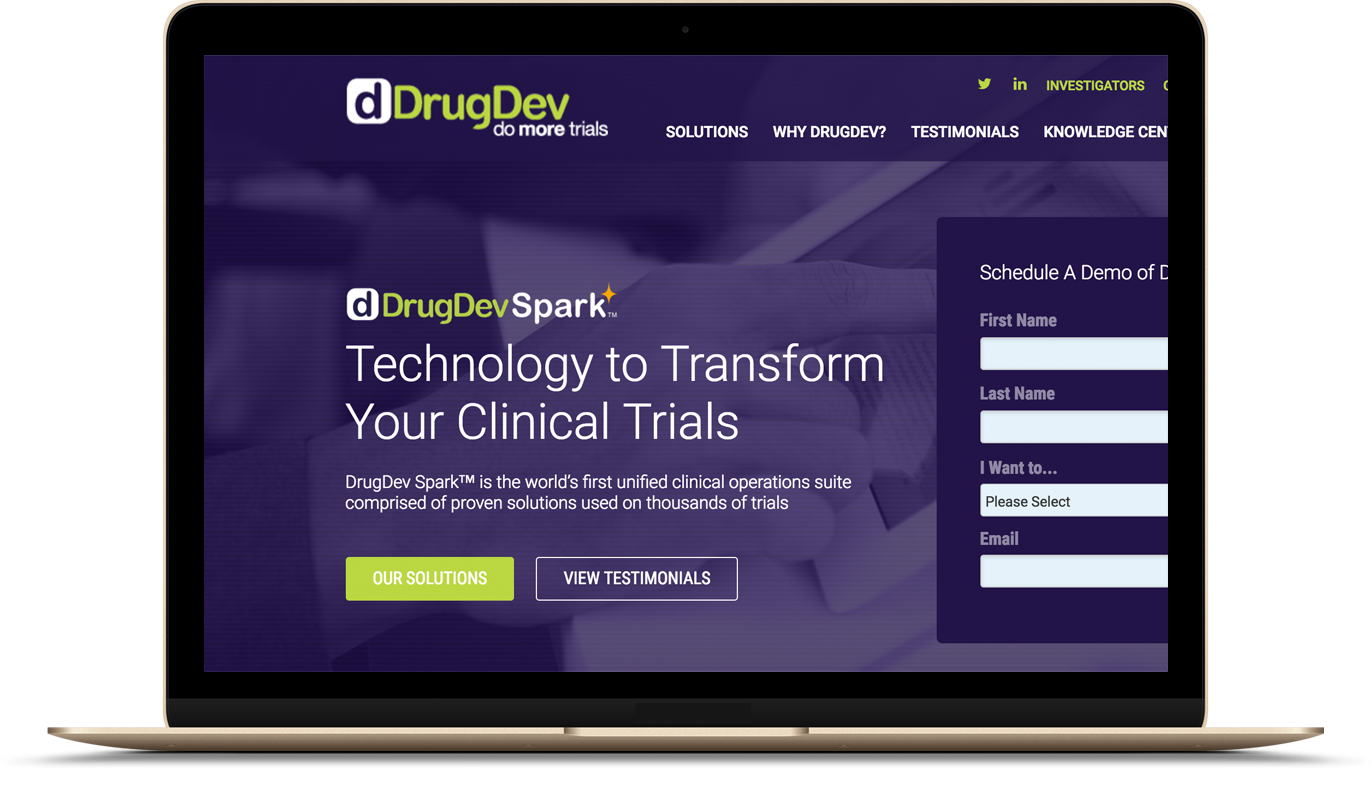 d DrugDev
do more trials
INVESTIGATORS
SOLUTIONS WHY DRUGDEV? TESTIMONIALS KNOWLEDGE CEN
Schedule A Demo of D
d DrugDev Spark™
Technology to Transform
Your Clinical Trials
DrugDev Spark™ is the world's first unified clinical operations suite
comprised of proven solutions used on thousands of trials
OUR SOLUTIONS VIEW TESTIMONIALS
First Name
Last Name
I Want to...
Please Select
Email